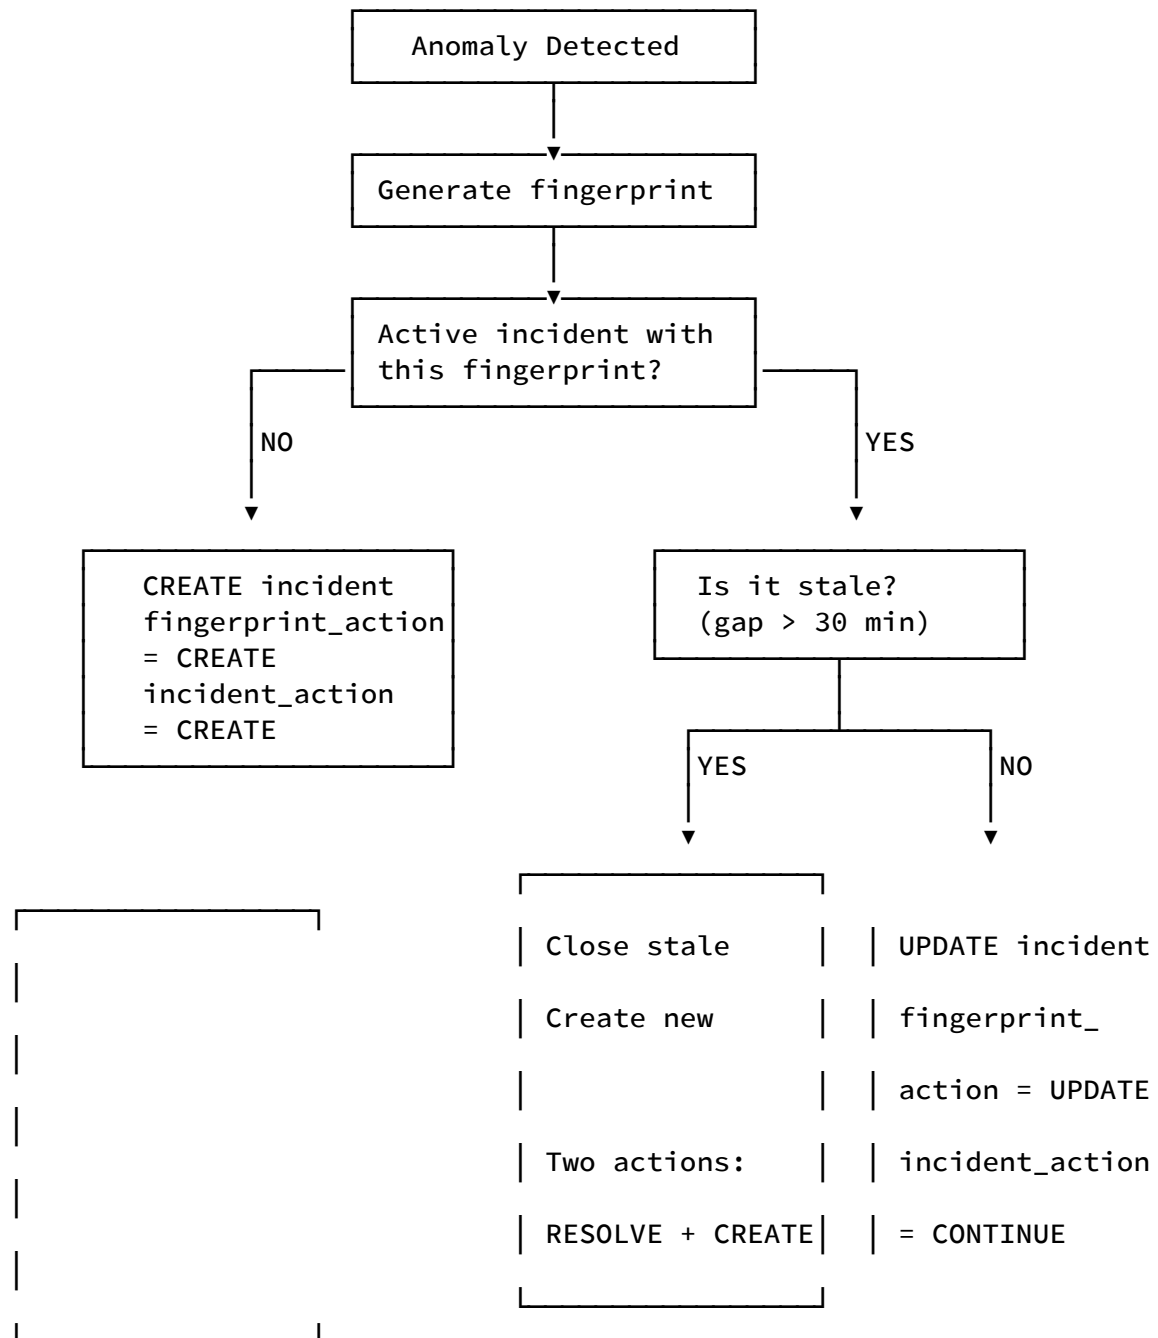 Anomaly Detected
Generate fingerprint
Active incident with
this fingerprint?
NO
YES
CREATE incident
fingerprint_action
= CREATE
incident_action
= CREATE
Is it stale?
(gap > 30 min)
YES
NO
Close stale
Create new
Two actions:
RESOLVE + CREATE
UPDATE incident
fingerprint_
action = UPDATE
incident_action
= CONTINUE